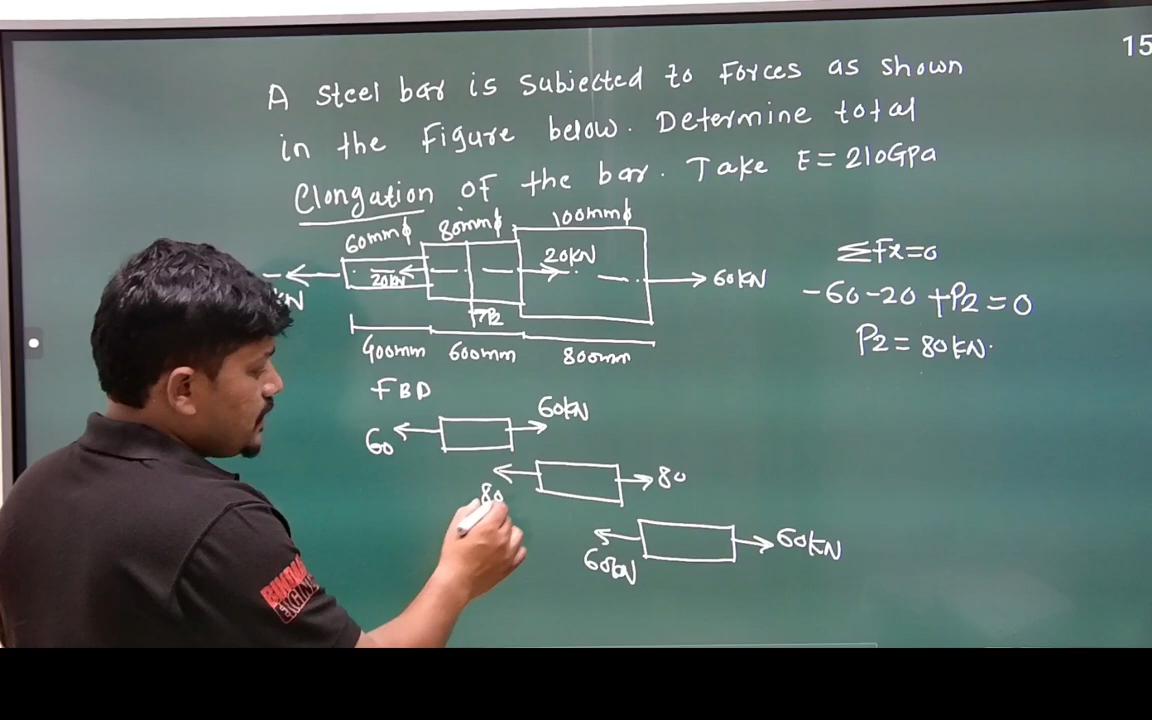 15
A steel bar is Subjected to Forces as shown
in the Figure below. Determine total
Elongation of the bar. Take E = 210GPa
60mmϕ 80mmϕ 100mmϕ
20kN 20kN 60kN
P2
400mm 600mm 800mm
ΣFx=0
-60-20 +P2=0
P2 = 80kN.
FBD
60 60kN
80 80
60kN 60kN